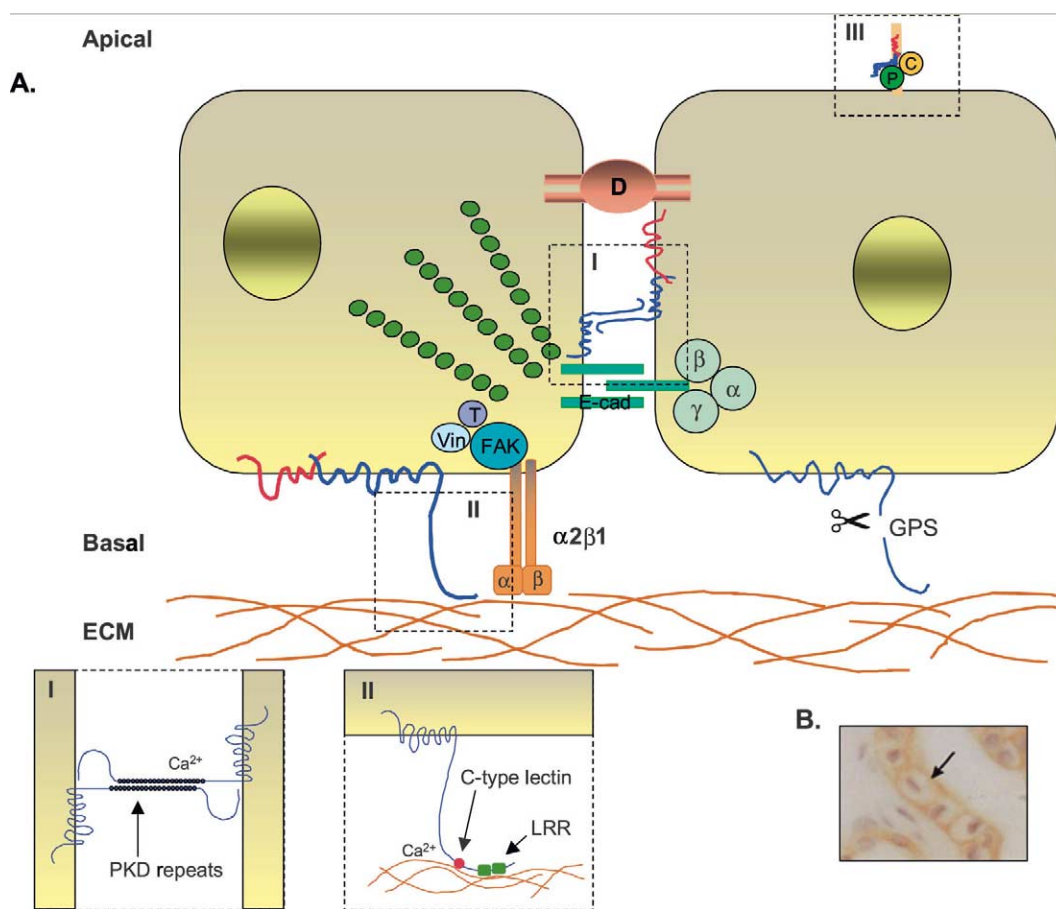 Apical
III
A.
C
P
D
I
β
α
E-cad
γ
T
Vin
FAK
II
α2β1
GPS
Basal
α
β
ECM
I
Ca2+
PKD repeats
II
C-type lectin
LRR
Ca2+
B.